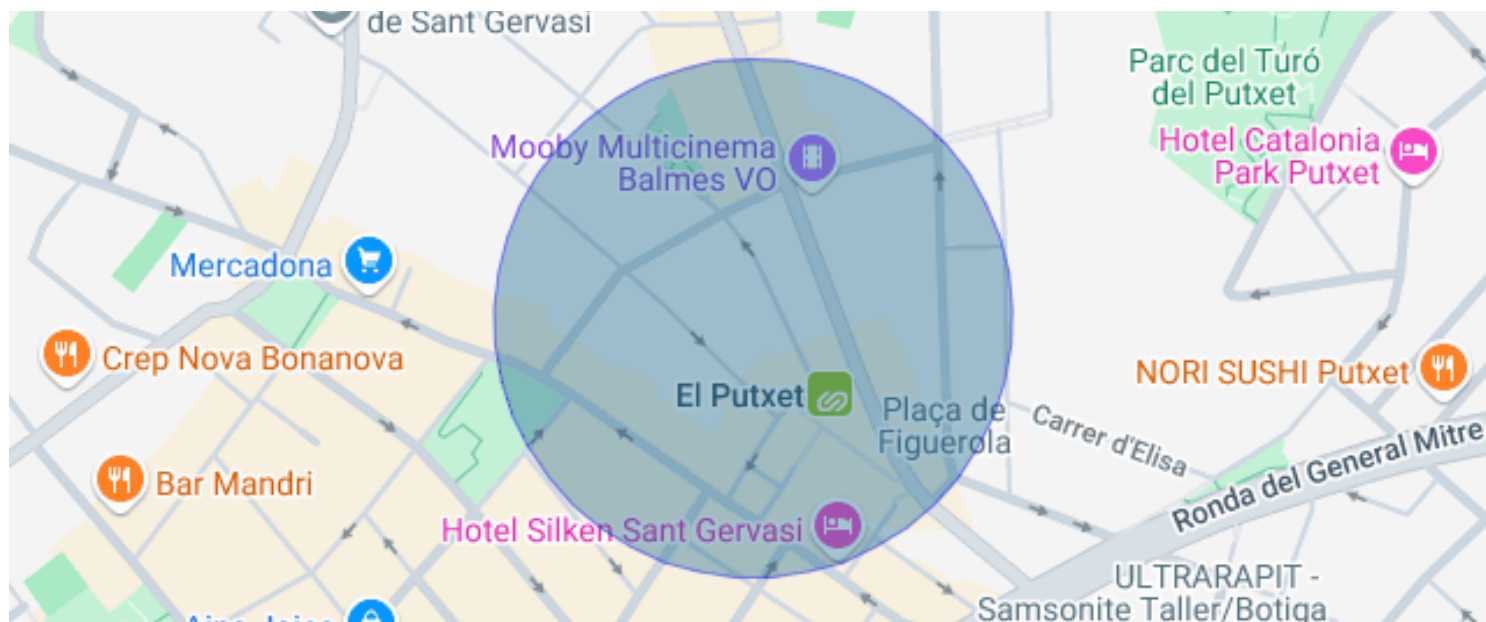 de Sant Gervasi
Parc del Turó
del Putxet
Mooby Multicinema
Balmes VO
Hotel Catalonia
Park Putxet
Mercadona
Crep Nova Bonanova
NORI SUSHI Putxet
El Putxet
Plaça de
Figuerola
Carrer d'Elisa
Ronda del General Mitre
Bar Mandri
Hotel Silken Sant Gervasi
ULTRARAPIT -
Samsonite Taller/Botiga